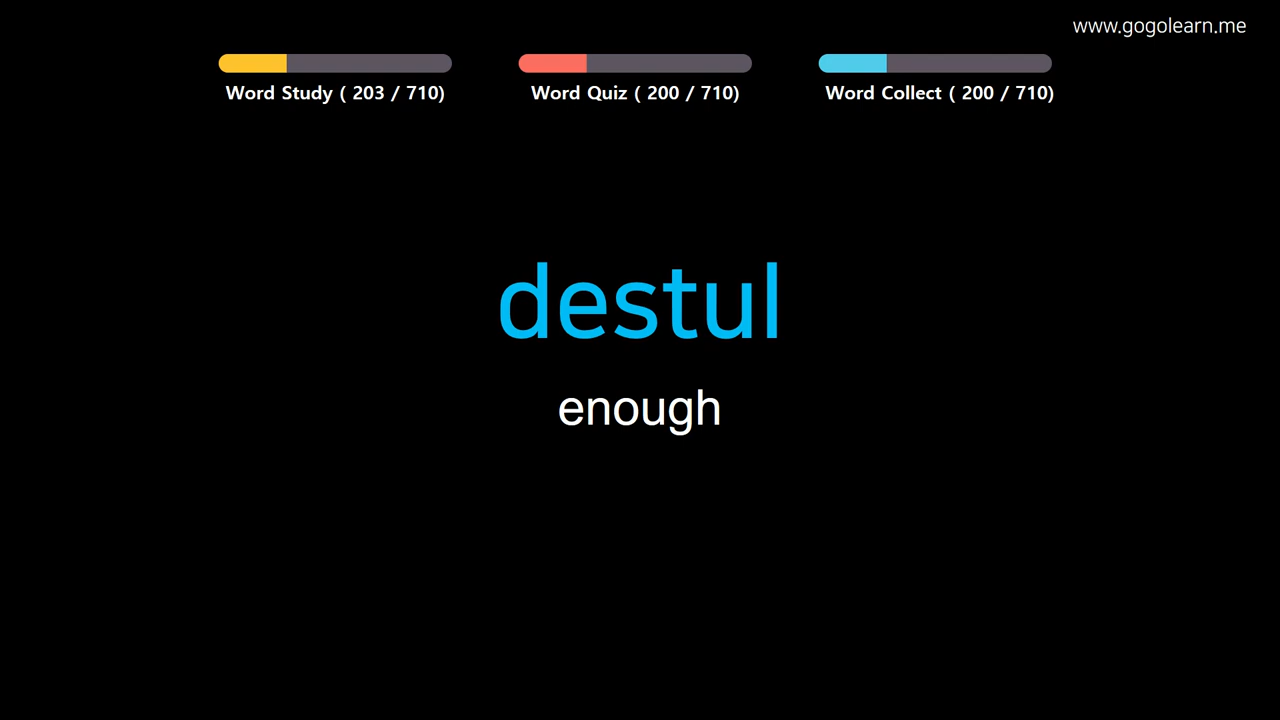 www.gogolearn.me
Word Study ( 203 / 710)
Word Quiz ( 200 / 710)
Word Collect ( 200 / 710)
destul
enough